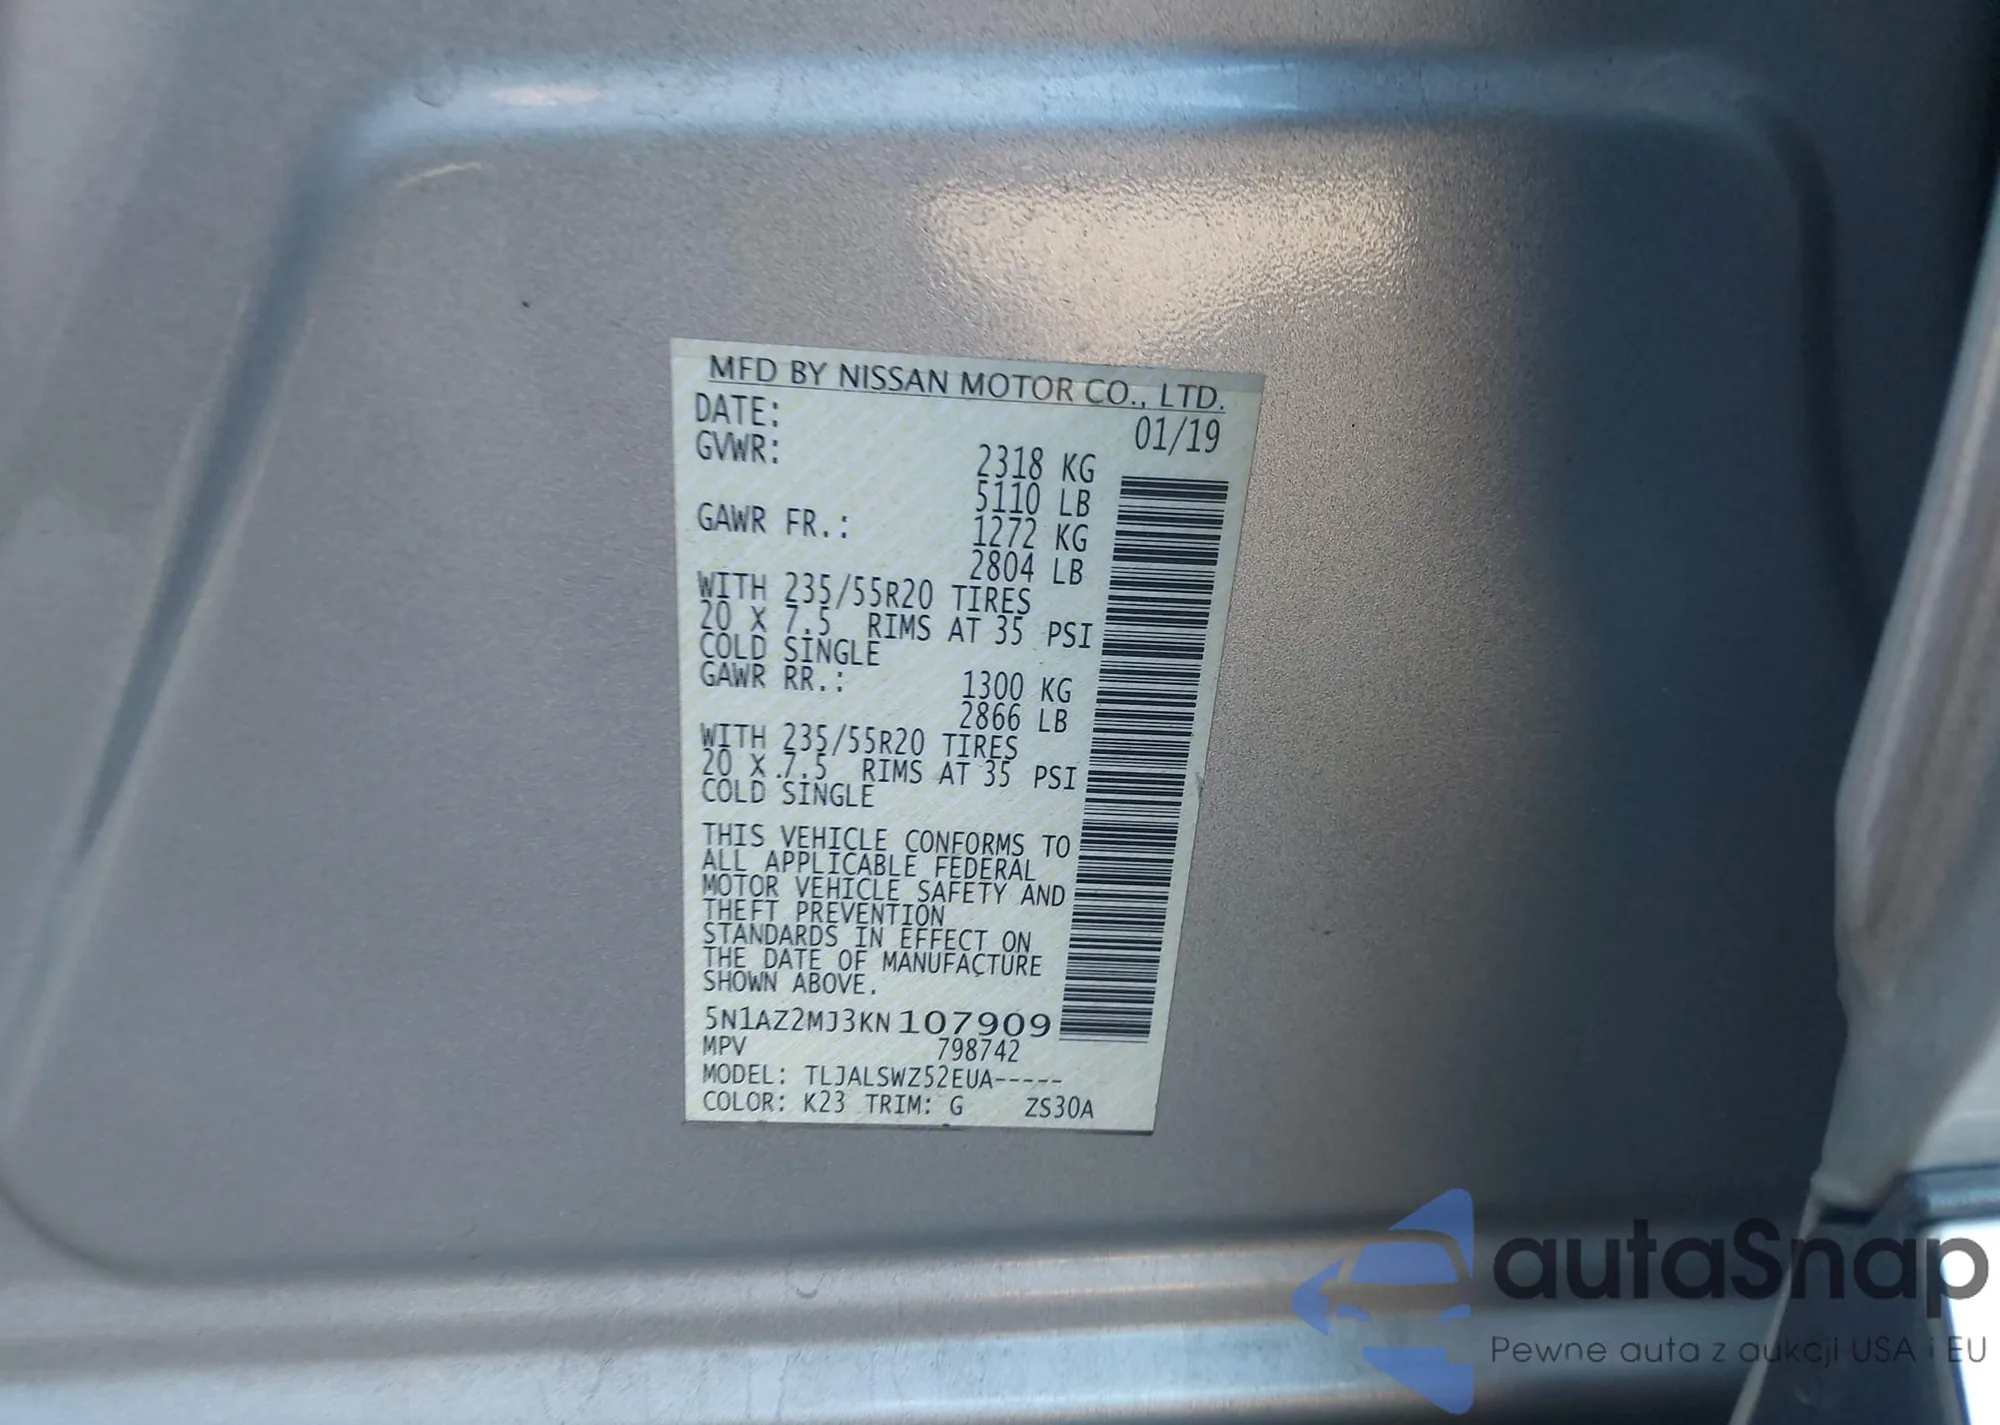 MFD BY NISSAN MOTOR CO., LTD.
DATE: 01/19
GVWR: 2318 KG
5110 LB
GAWR FR.: 1272 KG
2804 LB
WITH 235/55R20 TIRES
20 X 7.5 RIMS AT 35 PSI
COLD SINGLE
GAWR RR.: 1300 KG
2866 LB
WITH 235/55R20 TIRES
20 X 7.5 RIMS AT 35 PSI
COLD SINGLE
THIS VEHICLE CONFORMS TO
ALL APPLICABLE FEDERAL
MOTOR VEHICLE SAFETY AND
THEFT PREVENTION
STANDARDS IN EFFECT ON
THE DATE OF MANUFACTURE
SHOWN ABOVE.
5N1AZ2MJ3KN107909
MPV 798742
MODEL: TLJALSWZ52EUA-----
COLOR: K23 TRIM: G ZS30A
autaSnap
Pewne auta z aukcji USA i EU